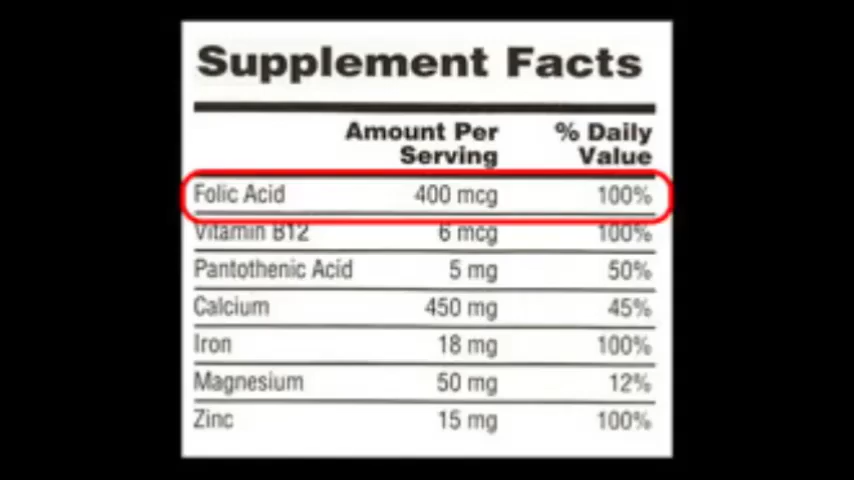 Supplement Facts
Amount Per Serving % Daily Value
Folic Acid 400 mcg 100%
Vitamin B12 6 mcg 100%
Pantothenic Acid 5 mg 50%
Calcium 450 mg 45%
Iron 18 mg 100%
Magnesium 50 mg 12%
Zinc 15 mg 100%